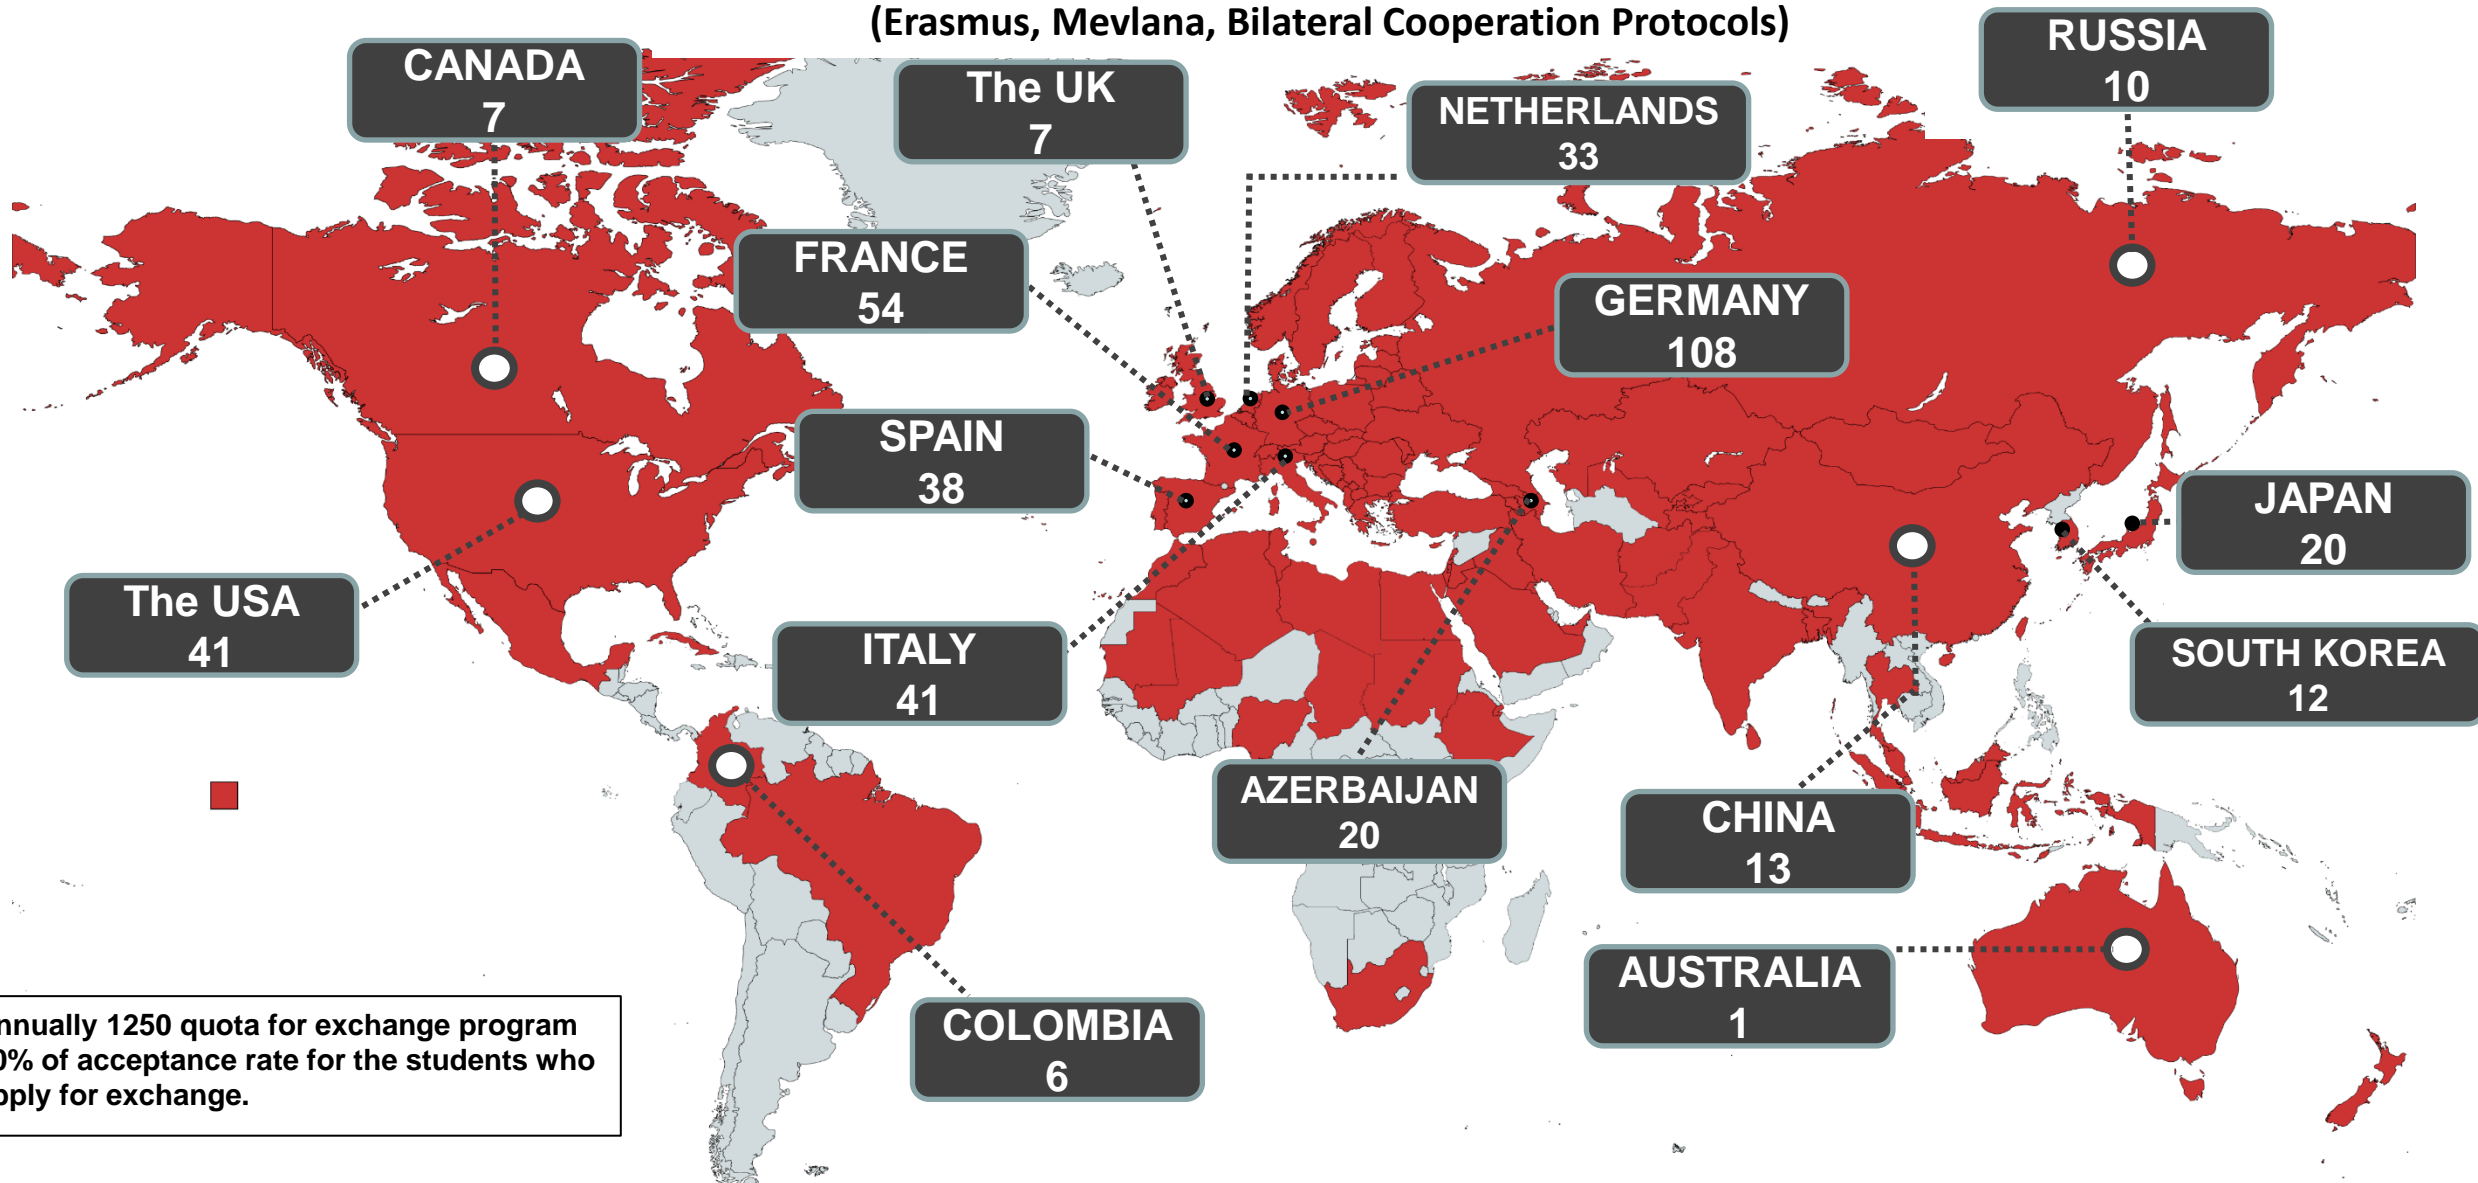 (Erasmus, Mevlana, Bilateral Cooperation Protocols)
RUSSIA
10
CANADA
7
The UK
7
NETHERLANDS
33
FRANCE
54
GERMANY
108
SPAIN
38
JAPAN
20
The USA
41
ITALY
41
SOUTH KOREA
12
AZERBAIJAN
20
CHINA
13
AUSTRALIA
1
COLOMBIA
6
nnually 1250 quota for exchange program
0% of acceptance rate for the students who
pply for exchange.